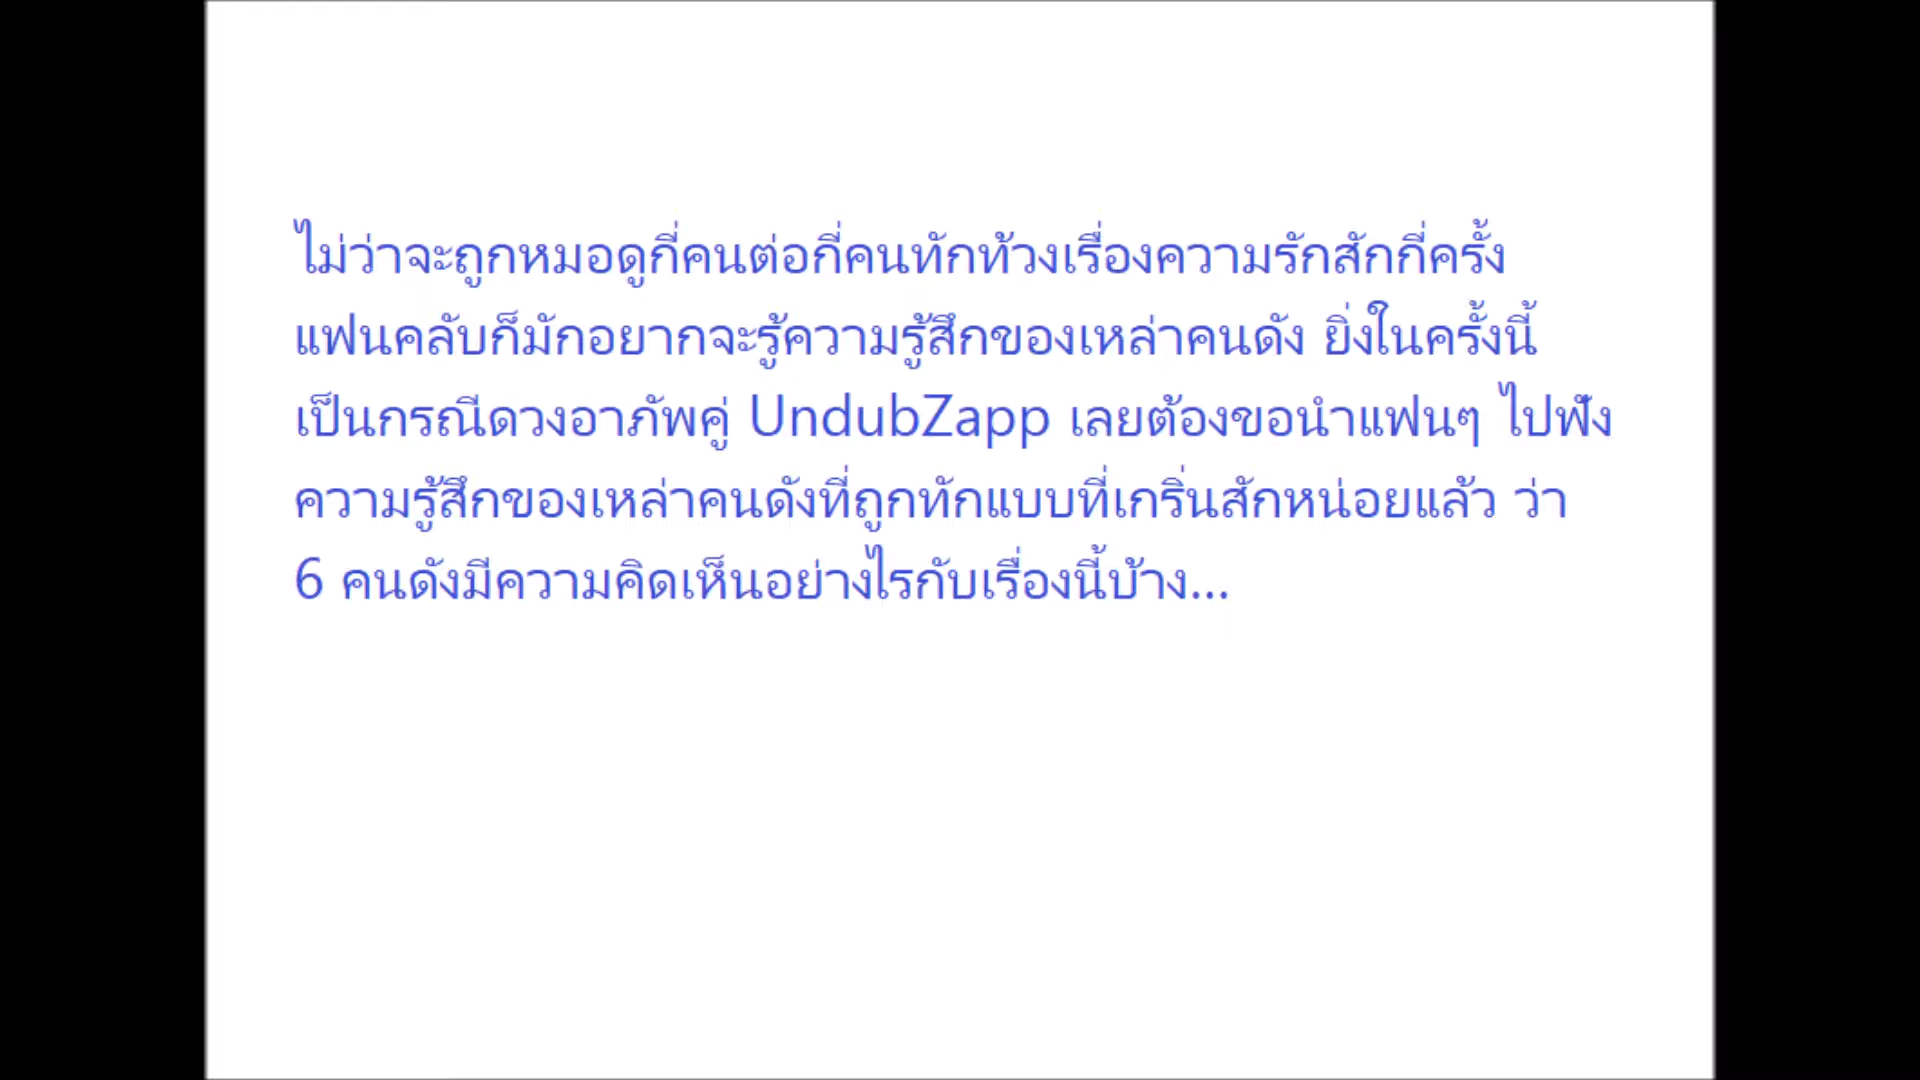 ไม่ว่าจะถูกหมอดูกี่คนต่อกี่คนทักท้วงเรื่องความรักสักกี่ครั้ง
แฟนคลับก็มักอยากจะรู้ความรู้สึกของเหล่าคนดัง ยิ่งในครั้งนี้
เป็นกรณีดวงอาภัพคู่ UndubZapp เลยต้องขอนำแฟนๆ ไปฟัง
ความรู้สึกของเหล่าคนดังที่ถูกทักแบบที่เกริ่นสักหน่อยแล้ว ว่า
6 คนดังมีความคิดเห็นอย่างไรกับเรื่องนี้บ้าง...